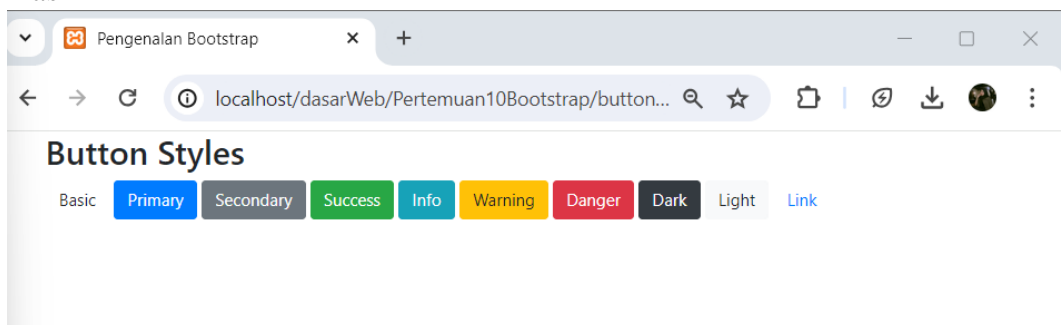 Pengenalan Bootstrap
localhost/dasarWeb/Pertemuan10Bootstrap/button...
Button Styles
Basic Primary Secondary Success Info Warning Danger Dark Light Link